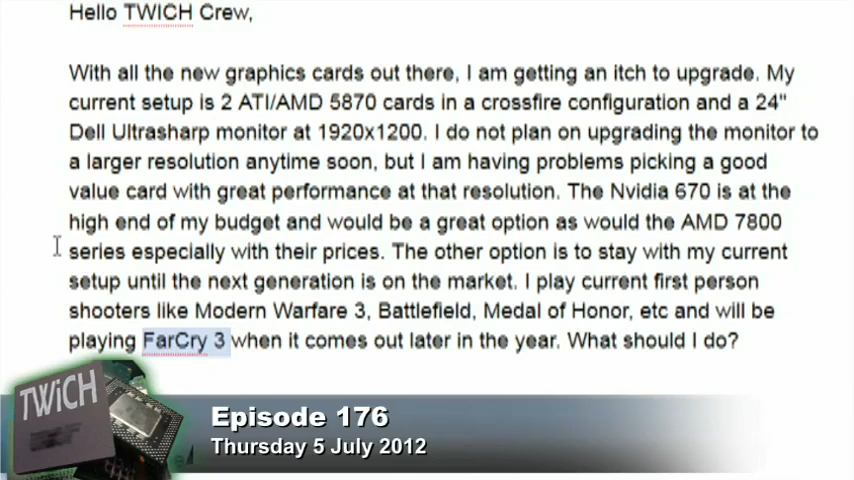 Hello TWICH Crew,
With all the new graphics cards out there, I am getting an itch to upgrade. My
current setup is 2 ATI/AMD 5870 cards in a crossfire configuration and a 24"
Dell Ultrasharp monitor at 1920x1200. I do not plan on upgrading the monitor to
a larger resolution anytime soon, but I am having problems picking a good
value card with great performance at that resolution. The Nvidia 670 is at the
high end of my budget and would be a great option as would the AMD 7800
series especially with their prices. The other option is to stay with my current
setup until the next generation is on the market. I play current first person
shooters like Modern Warfare 3, Battlefield, Medal of Honor, etc and will be
playing FarCry 3 when it comes out later in the year. What should I do?
TWiCH
Episode 176
Thursday 5 July 2012